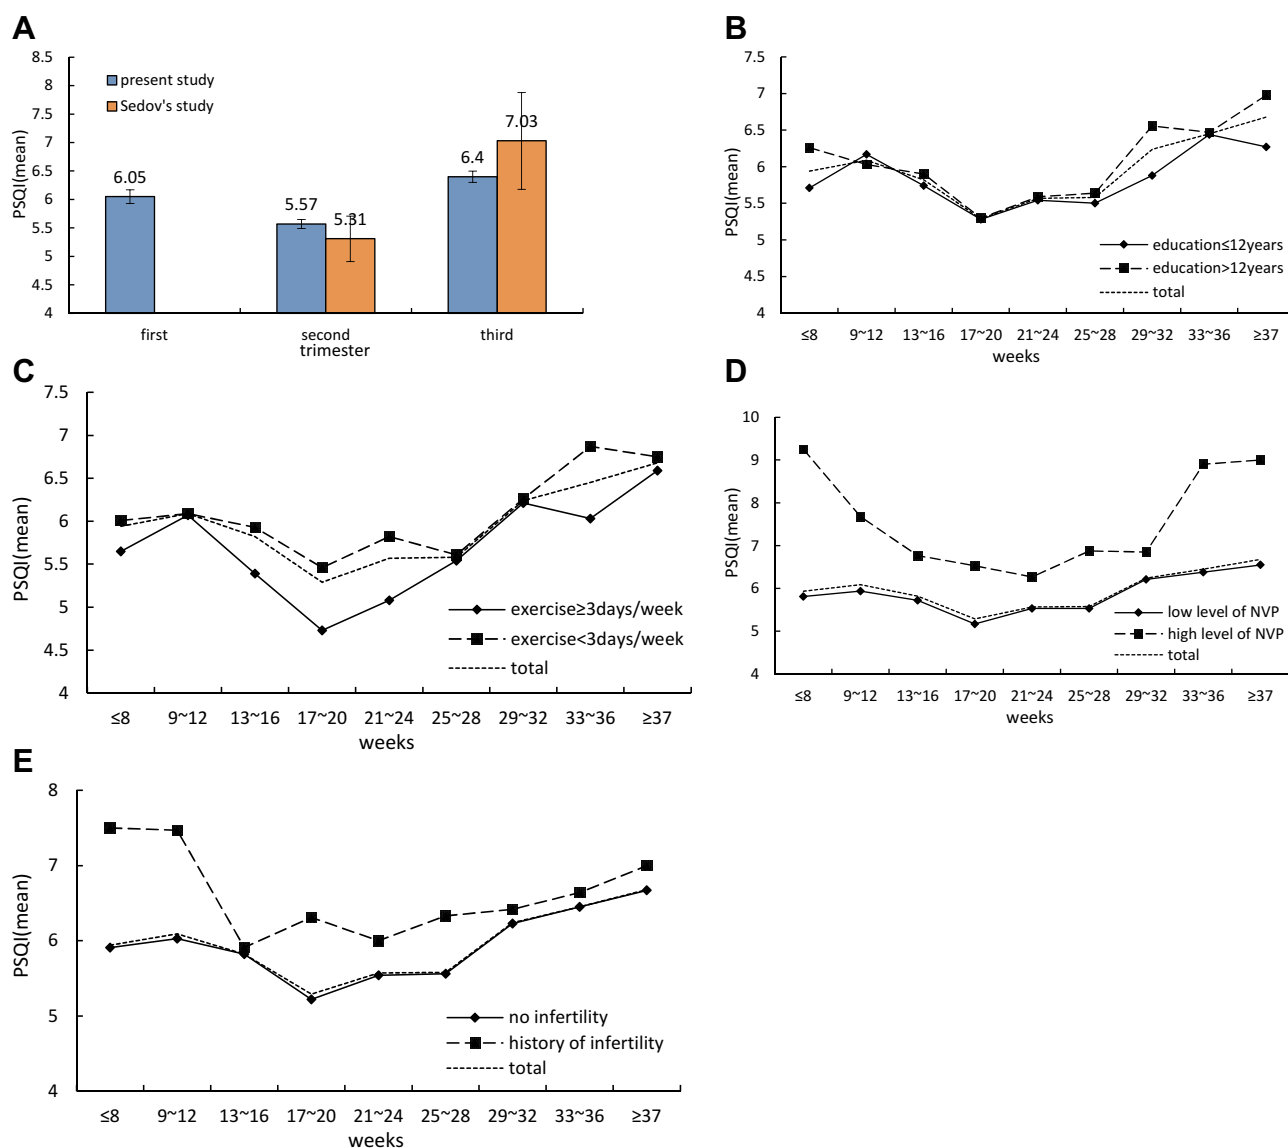 A
8.5
8
7.5
7
6.5
6
5.5
5
4.5
4
PSQI(mean)
present study
Sedov's study
6.05
5.57
5.31
6.4
7.03
first
second
third
trimester
B
7.5
7
6.5
6
5.5
5
4.5
4
PSQI(mean)
education≤12years
education>12years
total
≤8 9~12 13~16 17~20 21~24 25~28 29~32 33~36 ≥37
weeks
C
7.5
7
6.5
6
5.5
5
4.5
4
PSQI(mean)
exercise≥3days/week
exercise<3days/week
total
≤8 9~12 13~16 17~20 21~24 25~28 29~32 33~36 ≥37
weeks
D
10
9
8
7
6
5
4
PSQI(mean)
low level of NVP
high level of NVP
total
≤8 9~12 13~16 17~20 21~24 25~28 29~32 33~36 ≥37
weeks
E
8
7
6
5
4
PSQI(mean)
no infertility
history of infertility
total
≤8 9~12 13~16 17~20 21~24 25~28 29~32 33~36 ≥37
weeks